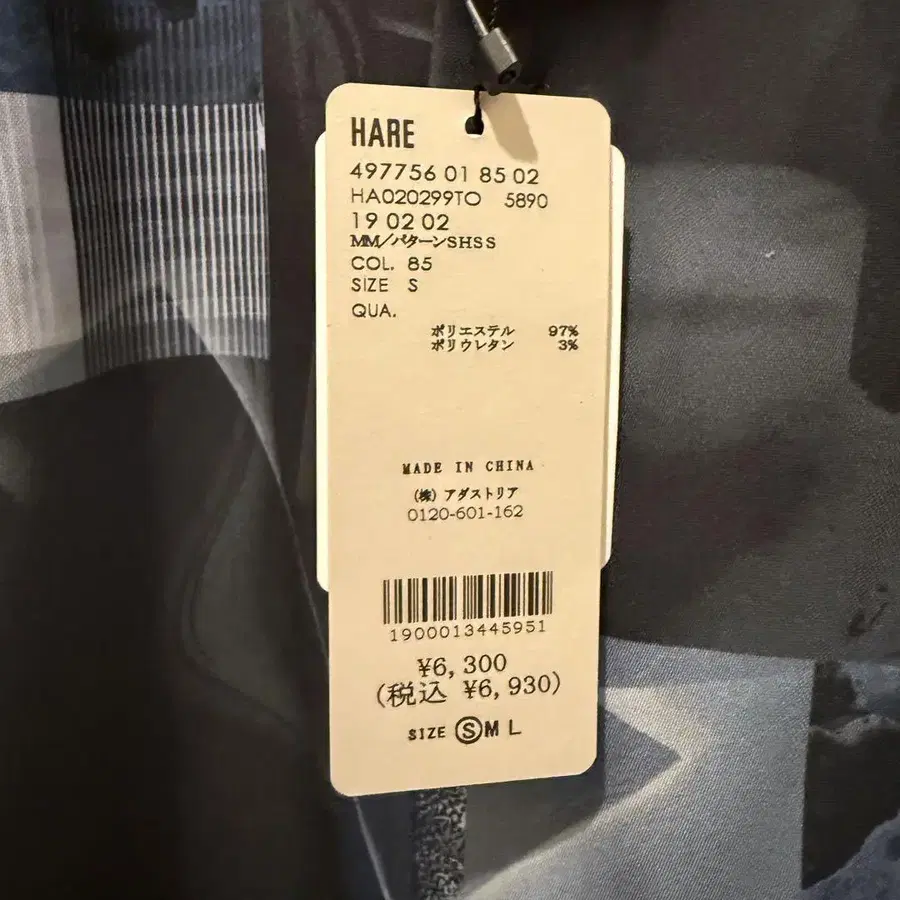 HARE
497756 01 85 02
HA020299TO 5890
19 02 02
MM/パターンSHSS
COL. 85
SIZE S
QUA.
ポリエステル 97%
ポリウレタン 3%
MADE IN CHINA
(株) アダストリア
0120-601-162
1900013445951
¥6,300
(税込 ¥6,930)
SIZE S M L